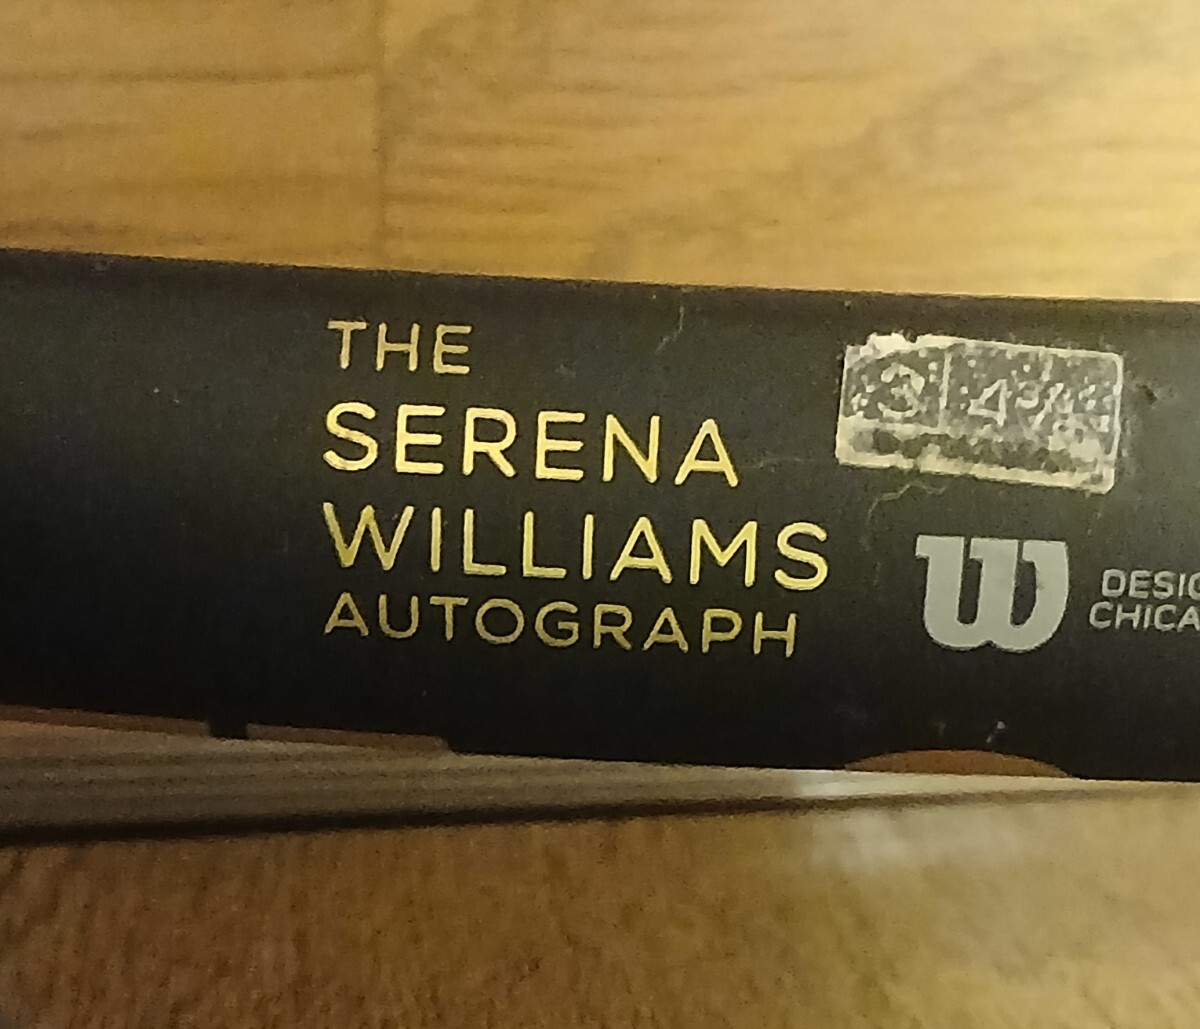 THE
SERENA
WILLIAMS
AUTOGRAPH
3 4 3/8
W
DESIG
CHICA